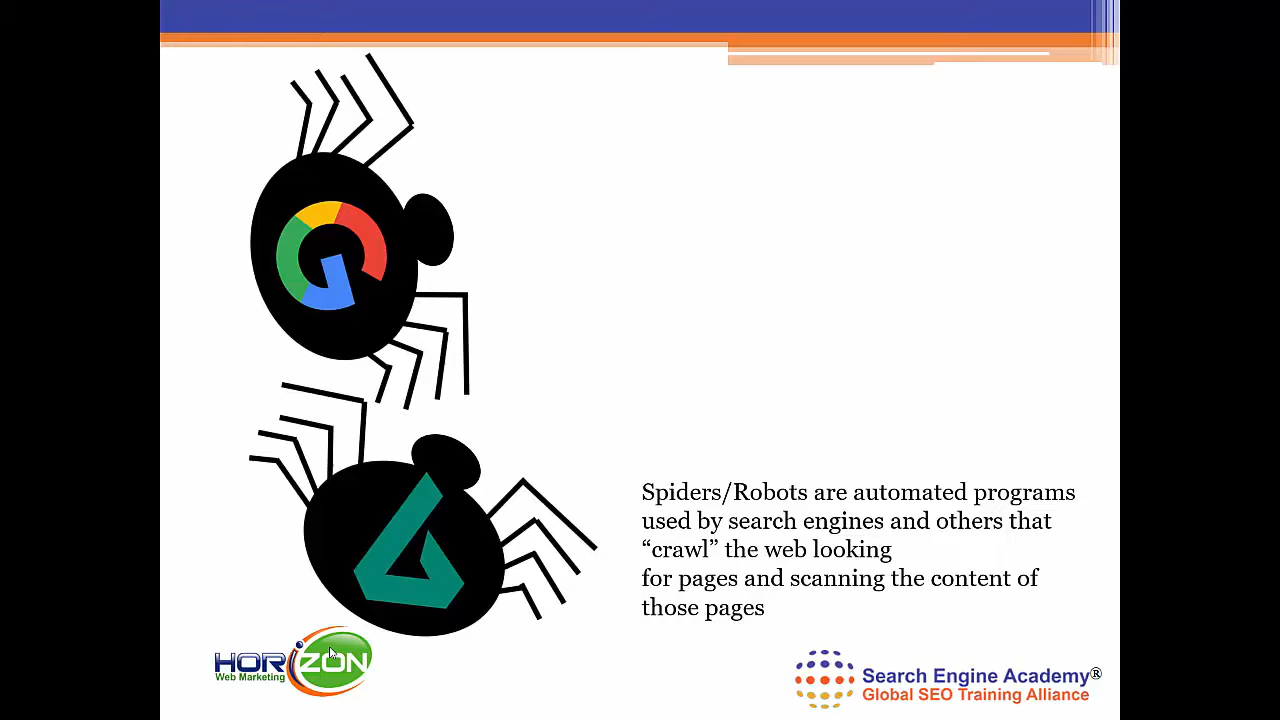 Spiders/Robots are automated programs
used by search engines and others that
“crawl” the web looking
for pages and scanning the content of
those pages
HORIZON
Web Marketing
Search Engine Academy®
Global SEO Training Alliance